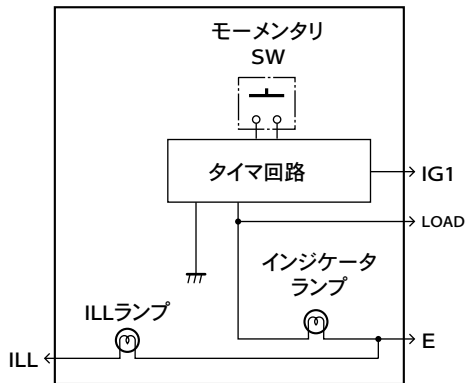 モーメンタリ
SW
タイマ回路
IG1
LOAD
インジケータ
ランプ
ILLランプ
E
ILL